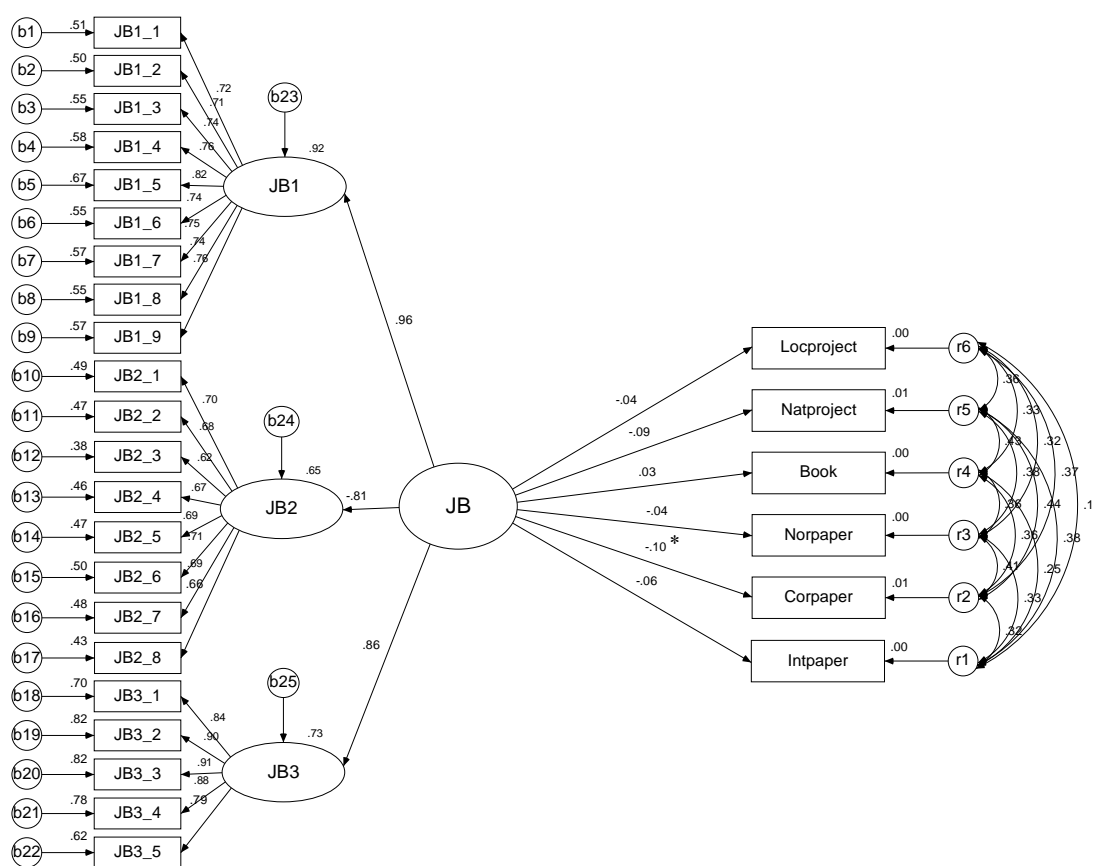 b1 .51 JB1_1
b2 .50 JB1_2
b3 .55 JB1_3
b4 .58 JB1_4
b5 .67 JB1_5
b6 .55 JB1_6
b7 .57 JB1_7
b8 .55 JB1_8
b9 .57 JB1_9
b10 .49 JB2_1
b11 .47 JB2_2
b12 .38 JB2_3
b13 .46 JB2_4
b14 .47 JB2_5
b15 .50 JB2_6
b16 .48 JB2_7
b17 .43 JB2_8
b18 .70 JB3_1
b19 .82 JB3_2
b20 .82 JB3_3
b21 .78 JB3_4
b22 .62 JB3_5
.72
.71
.74
.76
.82
.74
.75
.74
.76
b23
.92
JB1
.70
.68
.62
.67
.69
.71
.69
.66
b24
.65
JB2
.84
.90
.91
.88
.79
b25
.73
JB3
.96
-.81
.86
JB
-.04
-.09
.03
-.04
-.10 *
-.06
Locproject .00 r6
Natproject .01 r5
Book .00 r4
Norpaper .00 r3
Corpaper .01 r2
Intpaper .00 r1
.36
.33
.43
.32
.38
.37
.36
.44
.1
.36
.38
.41
.25
.33
.32